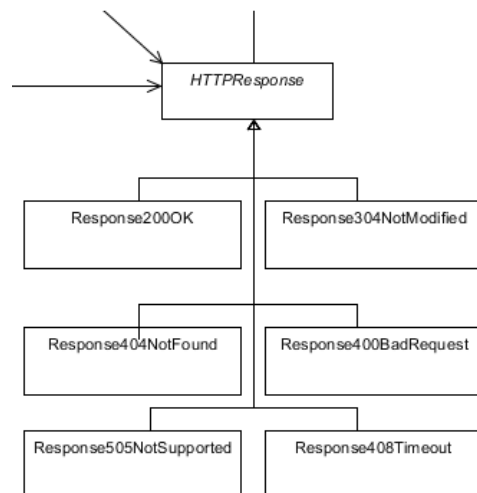 HTTPResponse
Response200OK
Response304NotModified
Response404NotFound
Response400BadRequest
Response505NotSupported
Response408Timeout